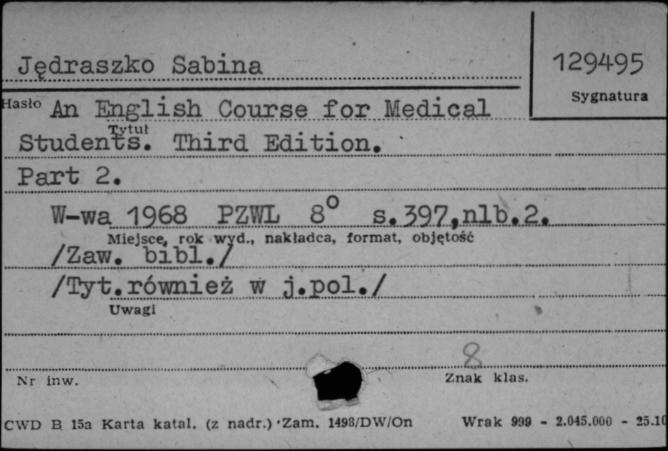 Jędraszko Sabina
129495
Hasło
Sygnatura
An English Course for Medical
Tytuł
Students. Third Edition.
Part 2.
W-wa 1968 PZWL 8° s.397,nlb.2.
Miejsce, rok wyd., nakładca, format, objętość
/Zaw. bibl./
/Tyt.również w j.pol./
Uwagi
8
Nr inw.
Znak klas.
CWD B 15a Karta katal. (z nadr.) Zam. 1498/DW/On
Wrak 999 - 2.045.000 - 25.10